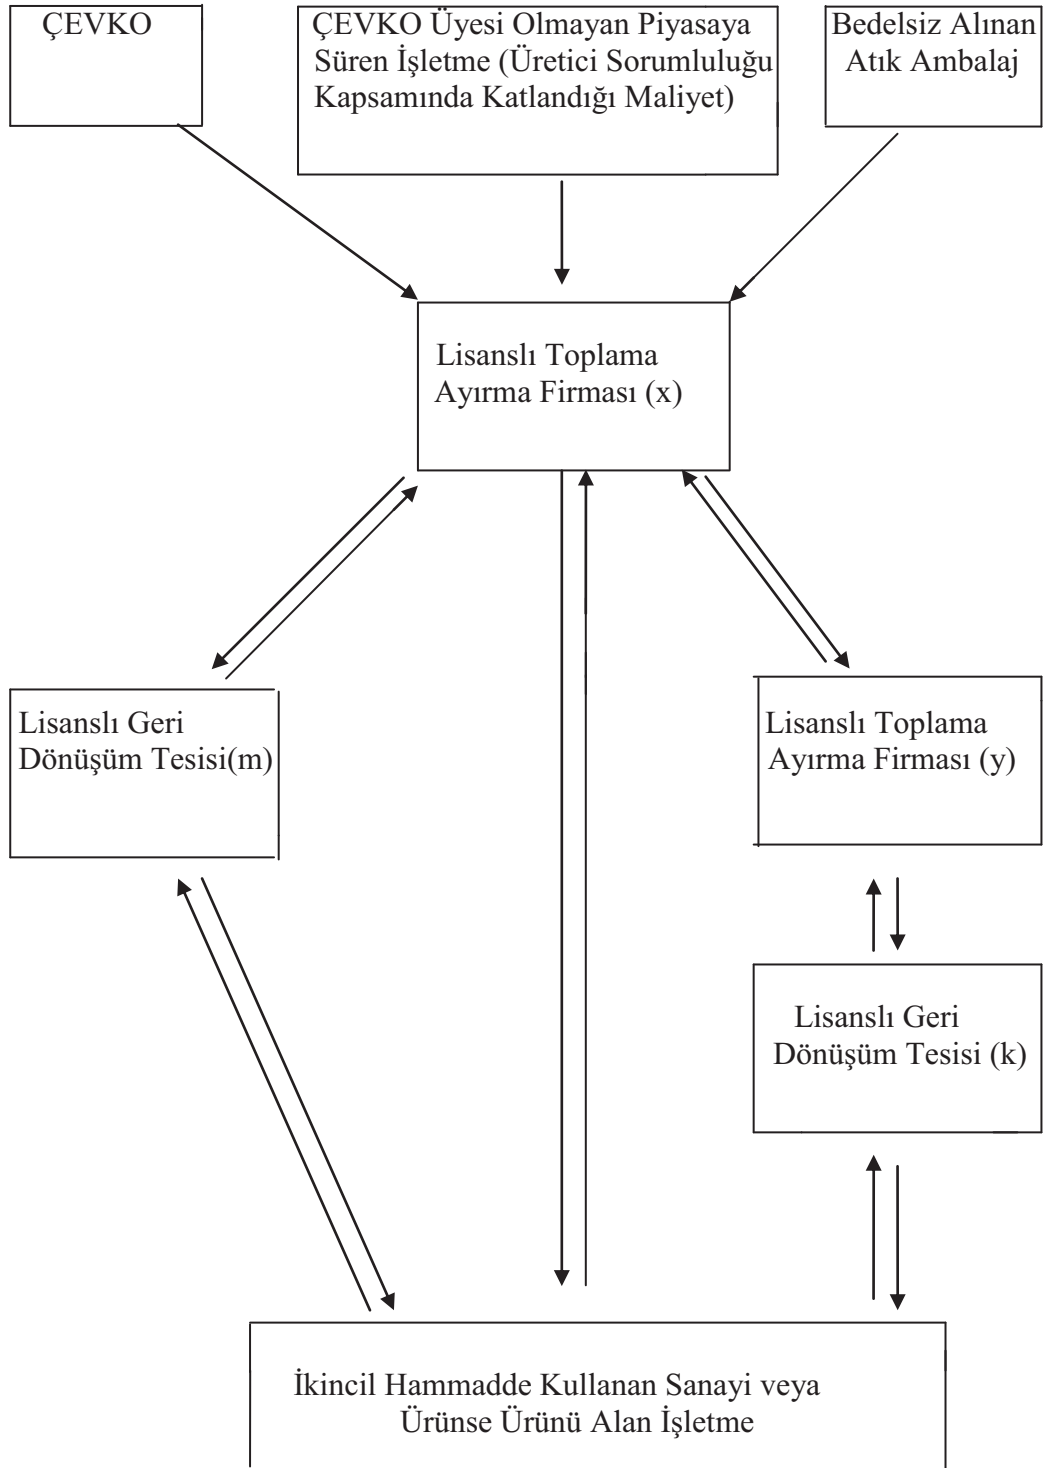 ÇEVKO
ÇEVKO Üyesi Olmayan Piyasaya
Süren İşletme (Üretici Sorumluluğu
Kapsamında Katlandığı Maliyet)
Bedelsiz Alınan
Atık Ambalaj
Lisanslı Toplama
Ayırma Firması (x)
Lisanslı Geri
Dönüşüm Tesisi(m)
Lisanslı Toplama
Ayırma Firması (y)
Lisanslı Geri
Dönüşüm Tesisi (k)
İkincil Hammadde Kullanan Sanayi veya
Ürünse Ürünü Alan İşletme